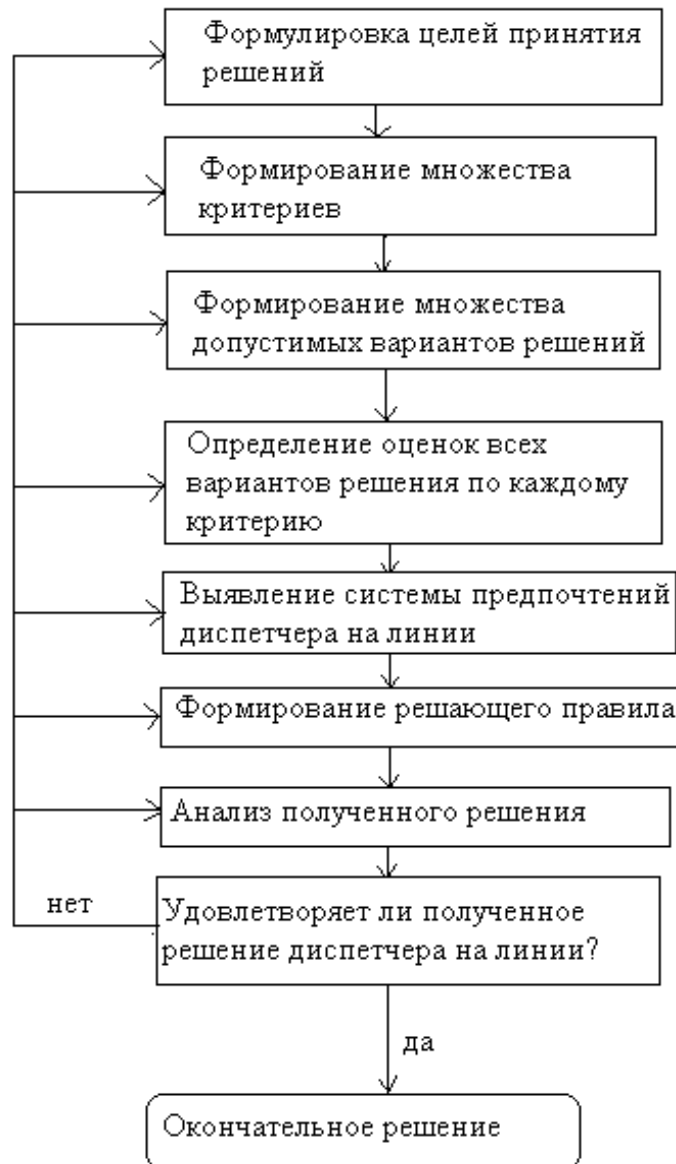 Формулировка целей принятия
решений
Формирование множества
критериев
Формирование множества
допустимых вариантов решений
Определение оценок всех
вариантов решения по каждому
критерию
Выявление системы предпочтений
диспетчера на линии
Формирование решающего правила
Анализ полученного решения
нет
Удовлетворяет ли полученное
решение диспетчера на линии?
да
Окончательное решение